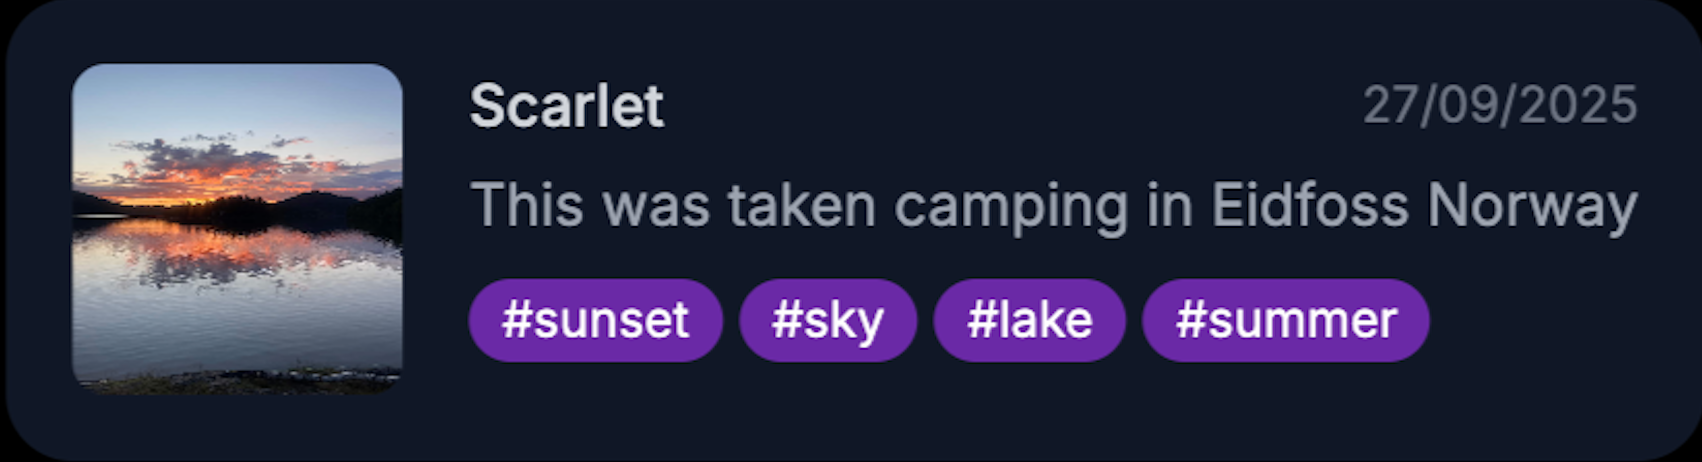 Scarlet 27/09/2025
This was taken camping in Eidfoss Norway
#sunset #sky #lake #summer